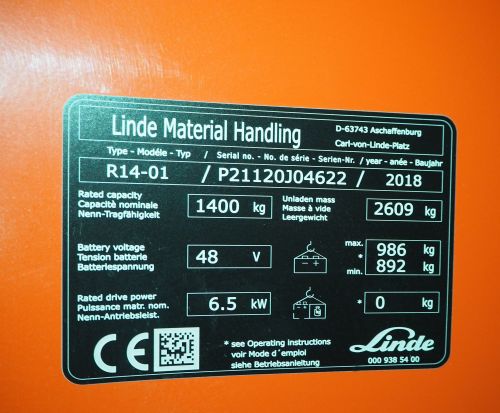 Linde Material Handling
D-63743 Aschaffenburg
Carl-von-Linde-Platz
Type - Modéle - Typ / Serial no. - No. de série - Serien-Nr. / year - anée - Baujahr
R14-01 / P21120J04622 / 2018
Rated capacity
Capacité nominale
Nenn-Tragfähigkeit
1400 kg
Unladen mass
Masse à vide
Leergewicht
2609 kg
Battery voltage
Tension batterie
Batteriespannung
48 V
- +
max. 986 kg
*
min. 892 kg
Rated drive power
Puissance matr. nom.
Nenn-Antriebsleist.
6.5 kW
- +
* 0 kg
CE
* see Operating instructions
voir Mode d´emploi
siehe Betriebsanleitung
Linde
000 938 54 00